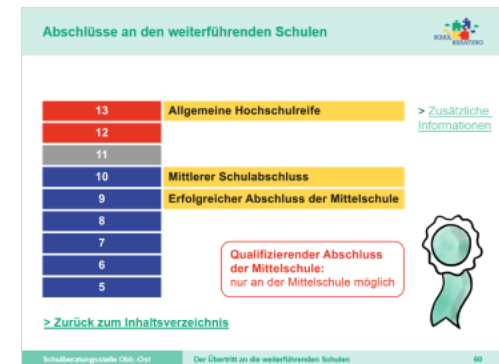 Abschlüsse an den weiterführenden Schulen
SCHUL
BERATUNG
13 Allgemeine Hochschulreife
> Zusätzliche
Informationen
12
11
10 Mittlerer Schulabschluss
9 Erfolgreicher Abschluss der Mittelschule
8
7
6
5
Qualifizierender Abschluss
der Mittelschule:
nur an der Mittelschule möglich
> Zurück zum Inhaltsverzeichnis
Schulberatungsstelle Obb.-Ost Der Übertritt an die weiterführenden Schulen 60